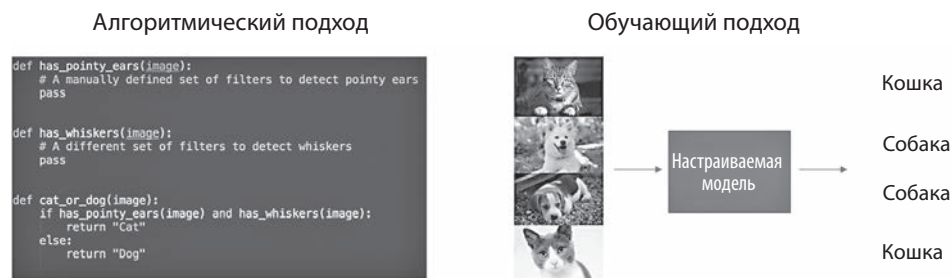 Алгоритмический подход
def has_pointy_ears(image):
# A manually defined set of filters to detect pointy ears
pass
def has_whiskers(image):
# A different set of filters to detect whiskers
pass
def cat_or_dog(image):
if has_pointy_ears(image) and has_whiskers(image):
return "Cat"
else:
return "Dog"
Обучающий подход
Настраиваемая
модель
Кошка
Собака
Собака
Кошка